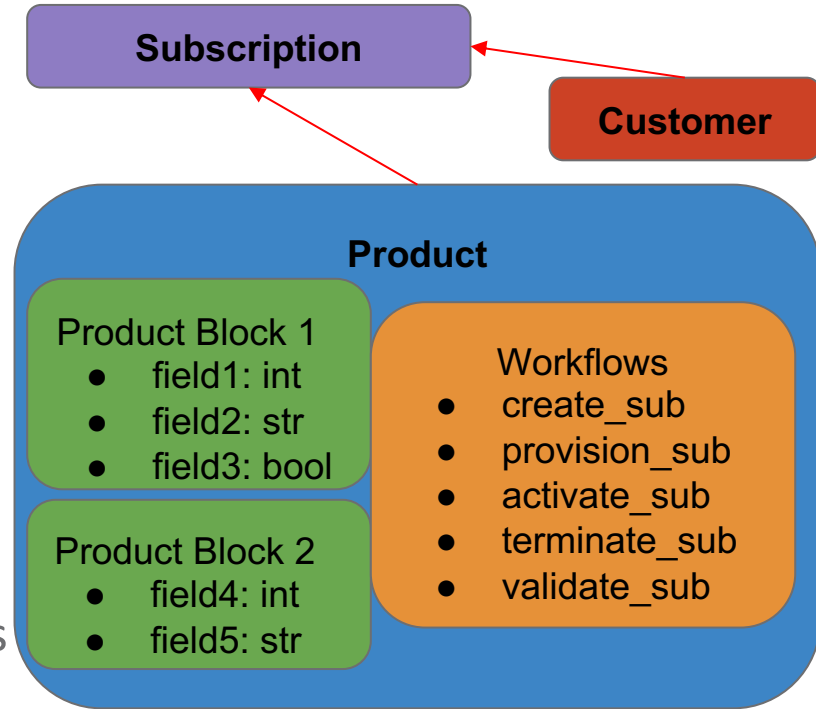 Subscription
Customer
Product
Product Block 1
● field1: int
● field2: str
● field3: bool
Product Block 2
● field4: int
● field5: str
Workflows
● create_sub
● provision_sub
● activate_sub
● terminate_sub
● validate_sub
s